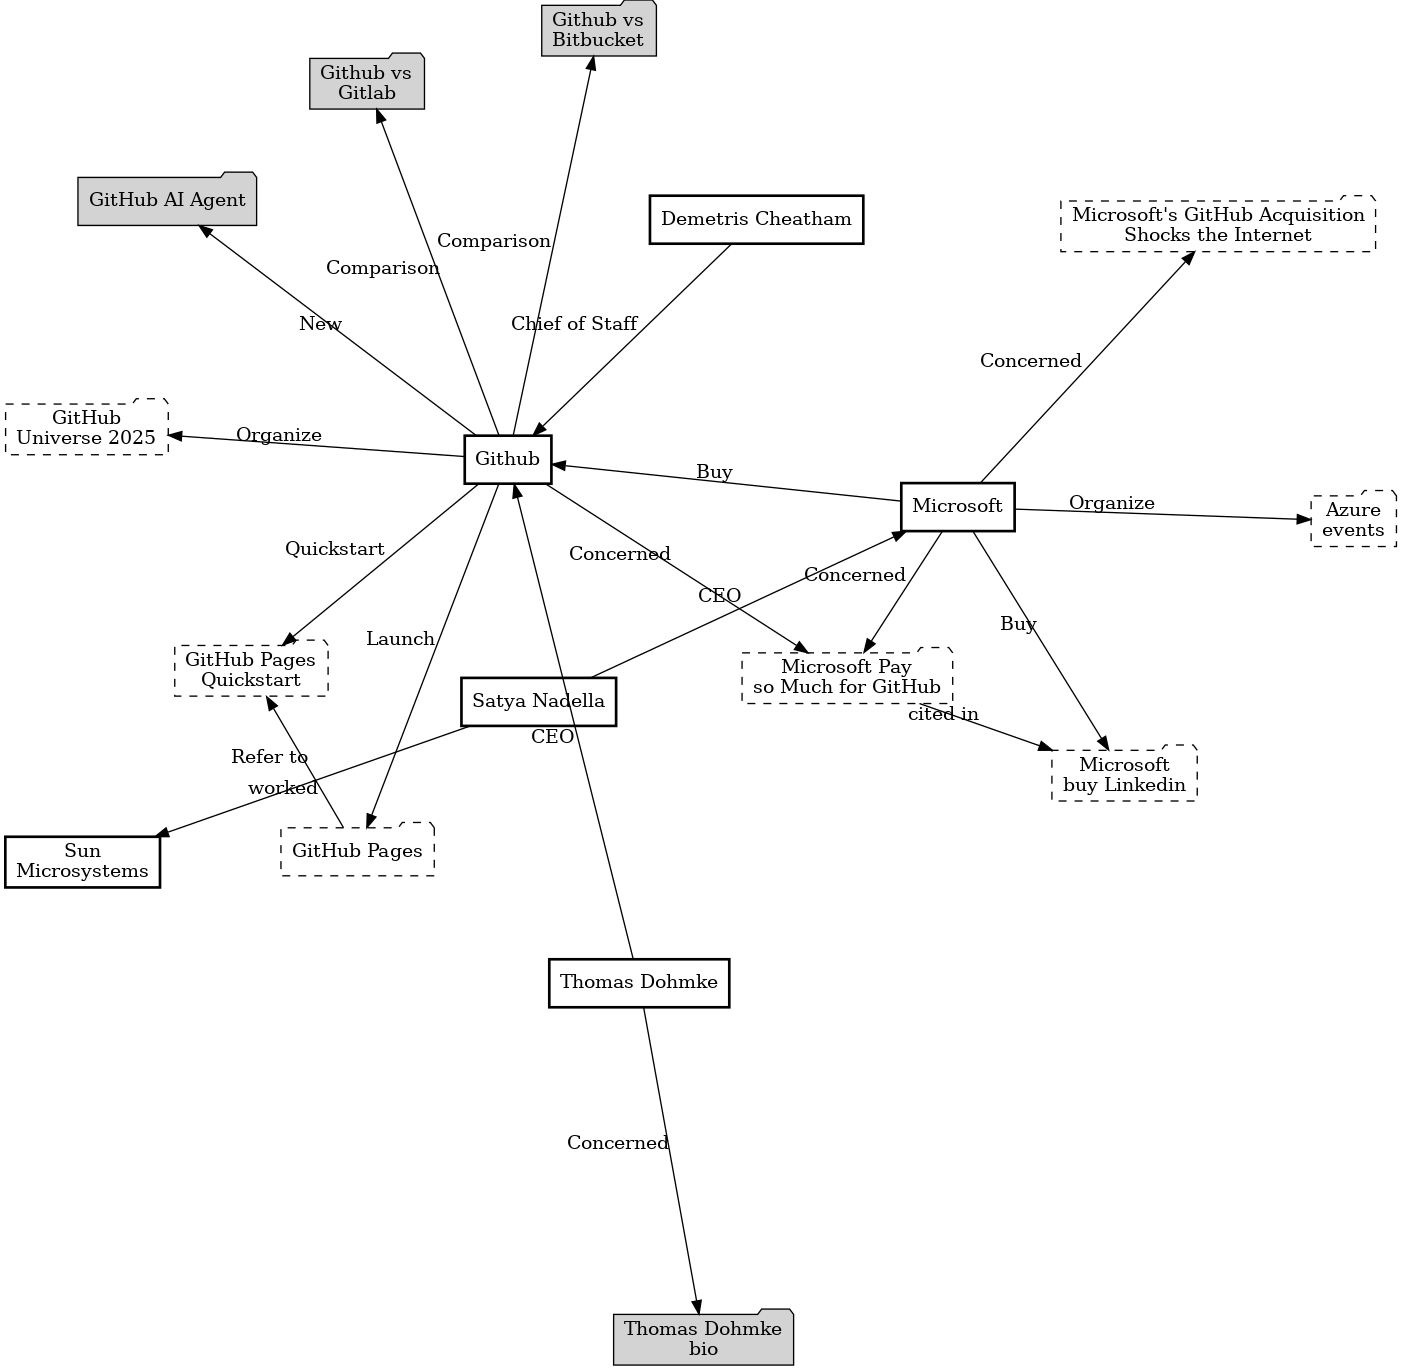 Github vs
Bitbucket
Github vs
Gitlab
GitHub AI Agent
Demetris Cheatham
Microsoft's GitHub Acquisition
Shocks the Internet
Comparison
Comparison
New
Chief of Staff
Concerned
GitHub
Universe 2025
Organize
Github
Buy
Microsoft
Organize
Azure
events
Quickstart
Concerned
Concerned
CEO
Buy
Launch
GitHub Pages
Quickstart
Microsoft Pay
so Much for GitHub
Satya Nadella
cited in
CEO
Refer to
worked
Microsoft
buy Linkedin
Sun
Microsystems
GitHub Pages
Thomas Dohmke
Concerned
Thomas Dohmke
bio